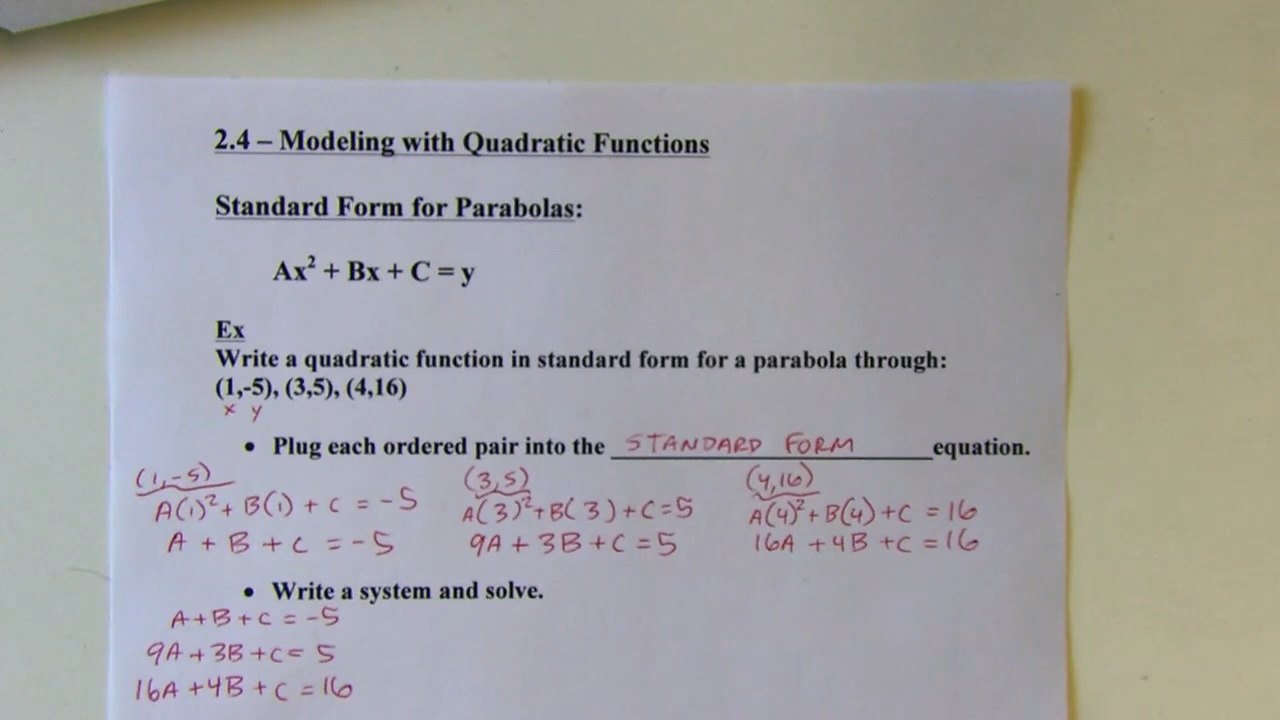 2.4 – Modeling with Quadratic Functions
Standard Form for Parabolas:
Ax² + Bx + C = y
Ex
Write a quadratic function in standard form for a parabola through:
(1,-5), (3,5), (4,16)
x y
• Plug each ordered pair into the STANDARD FORM equation.
(1,-5) (3,5) (4,16)
A(1)² + B(1) + C = -5 A(3)² + B(3) + C = 5 A(4)² + B(4) + C = 16
A + B + C = -5 9A + 3B + C = 5 16A + 4B + C = 16
• Write a system and solve.
A + B + C = -5
9A + 3B + C = 5
16A + 4B + C = 16